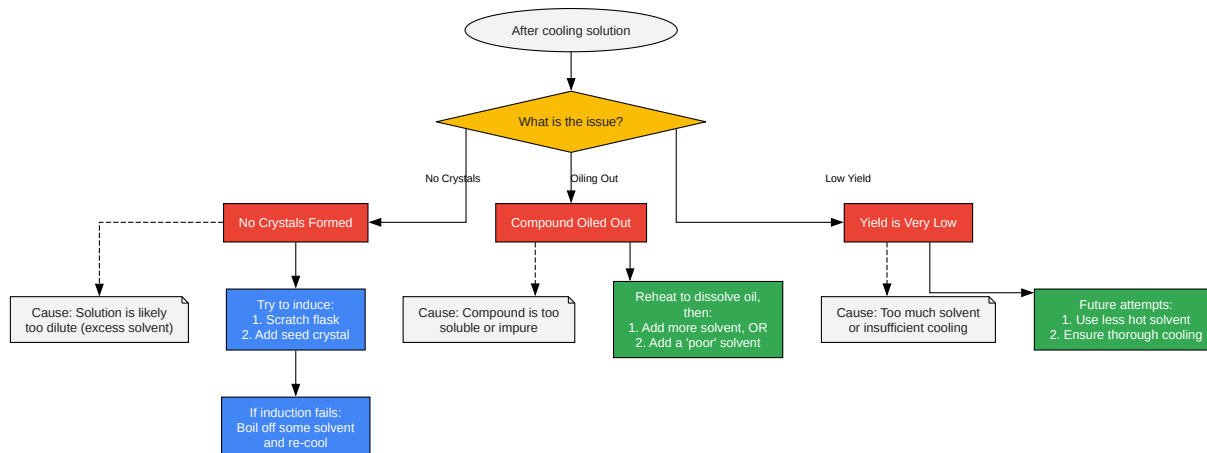 After cooling solution
What is the issue?
No Crystals
Oiling Out
Low Yield
No Crystals Formed
Compound Oiled Out
Yield is Very Low
Cause: Solution is likely
too dilute (excess solvent)
Try to induce:
1. Scratch flask
2. Add seed crystal
Cause: Compound is too
soluble or impure
Reheat to dissolve oil,
then:
1. Add more solvent, OR
2. Add a 'poor' solvent
Cause: Too much solvent
or insufficient cooling
Future attempts:
1. Use less hot solvent
2. Ensure thorough cooling
If induction fails:
Boil off some solvent
and re-cool